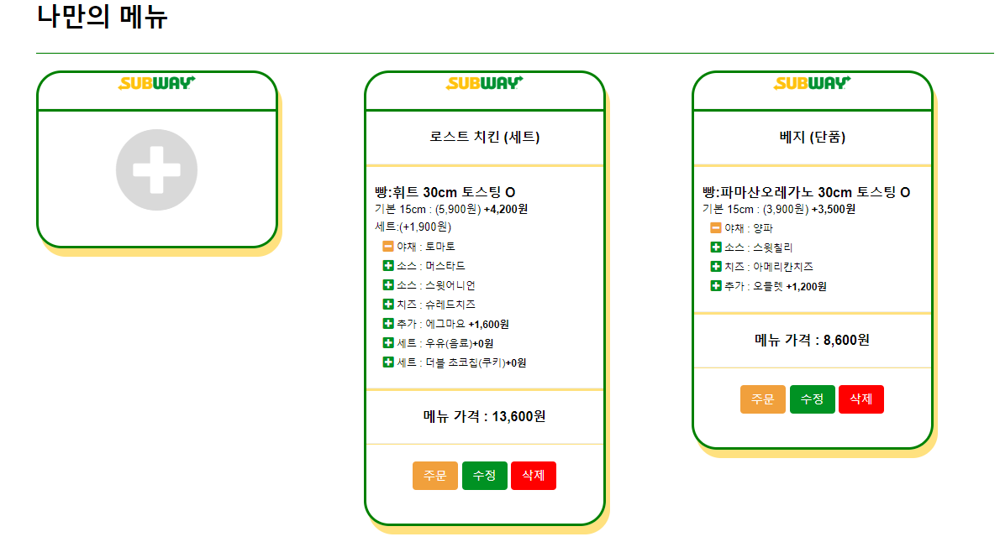 나만의 메뉴
SUBWAY
SUBWAY
로스트 치킨 (세트)
빵:휘트 30cm 토스팅 O
기본 15cm : (5,900원) +4,200원
세트:(+1,900원)
야채 : 토마토
소스 : 머스타드
소스 : 스윗어니언
치즈 : 슈레드치즈
추가 : 에그마요 +1,600원
세트 : 우유(음료)+0원
세트 : 더블 초코칩(쿠키)+0원
메뉴 가격 : 13,600원
주문 수정 삭제
SUBWAY
베지 (단품)
빵:파마산오레가노 30cm 토스팅 O
기본 15cm : (3,900원) +3,500원
야채 : 양파
소스 : 스윗칠리
치즈 : 아메리칸치즈
추가 : 오믈렛 +1,200원
메뉴 가격 : 8,600원
주문 수정 삭제